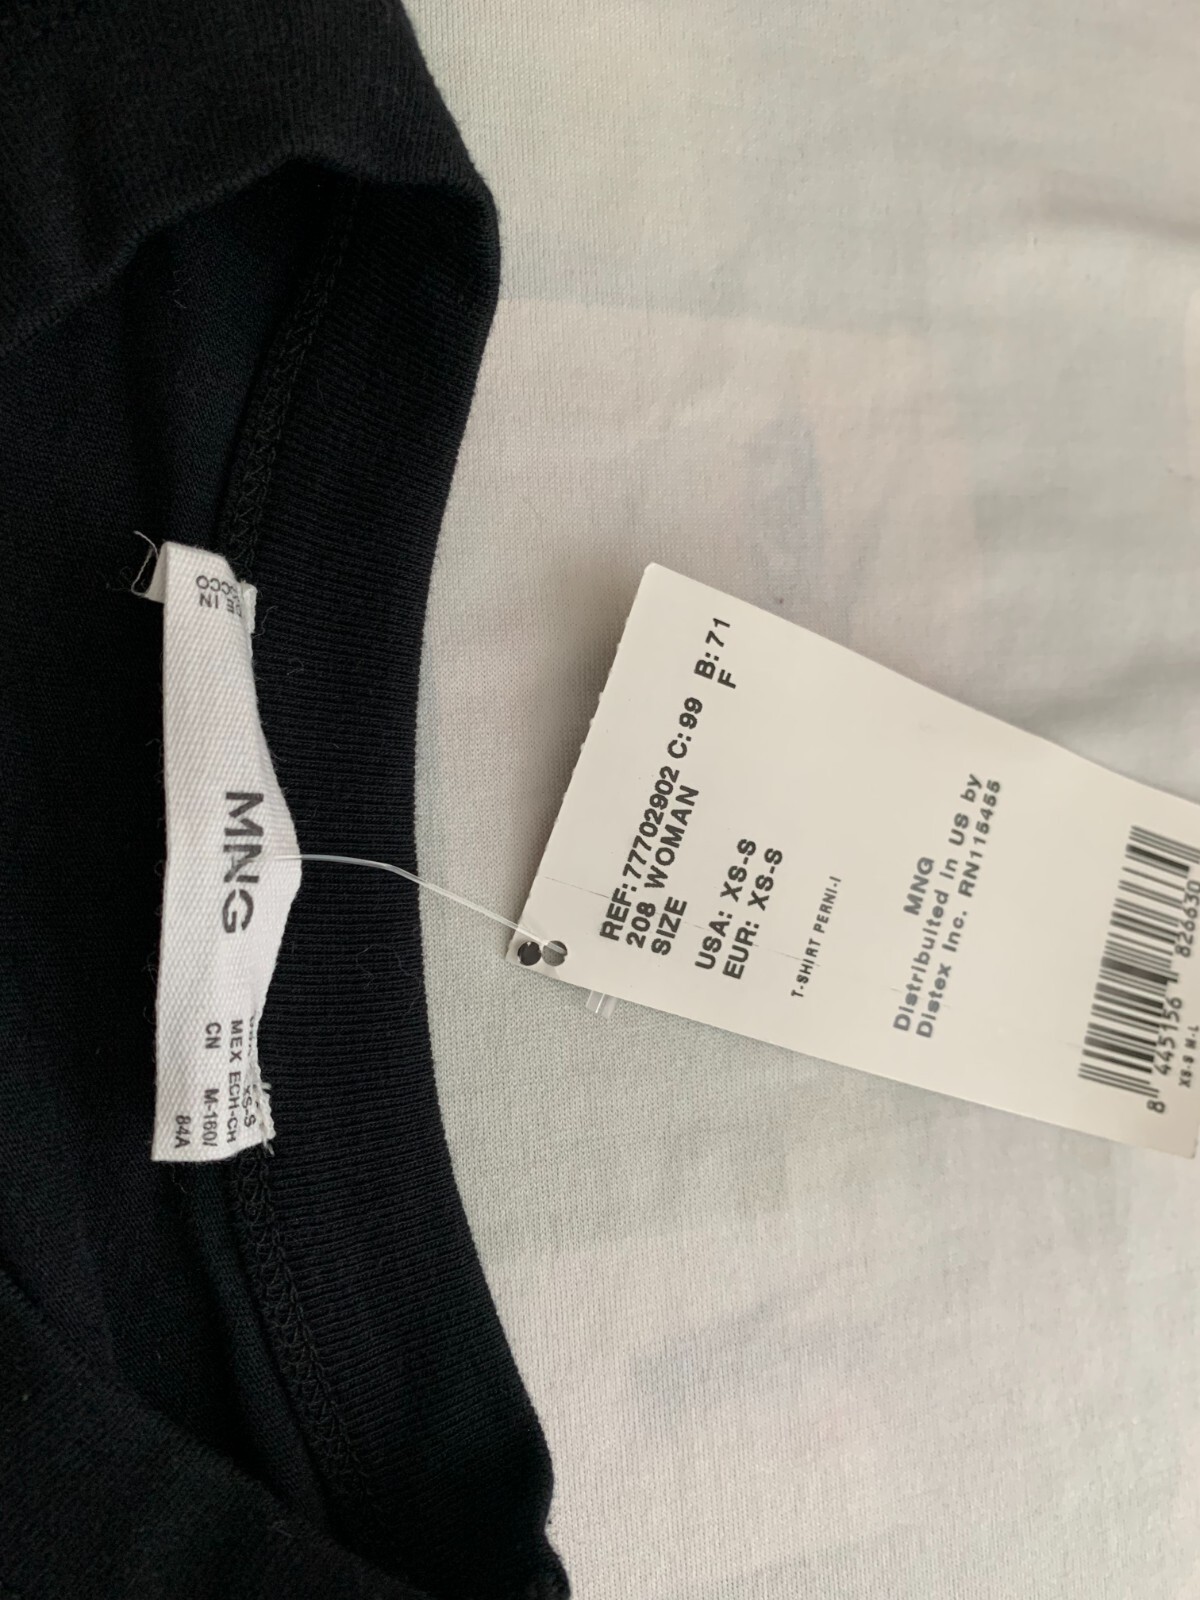 REF: 77702902 C: 99 B: 71
208 WOMAN F
SIZE
USA: XS-S
EUR: XS-S
T-SHIRT PERNI-I
MNG
Distributed in US by
Distex Inc. RN115455
8 445156 826630
XS-S M-L
MNG
XS-S
MEX ECH-CH
CN M-160/
84A